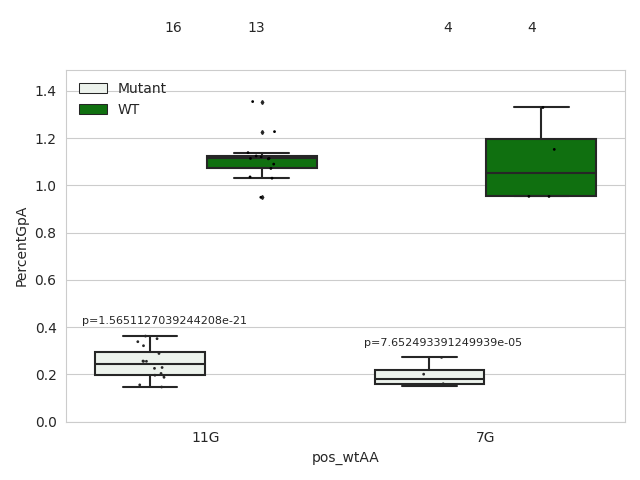 16 13 4 4
Mutant
WT
1.4
1.2
1.0
0.8
0.6
0.4
0.2
0.0
PercentGpA
p=1.5651127039244208e-21
p=7.652493391249939e-05
11G 7G
pos_wtAA